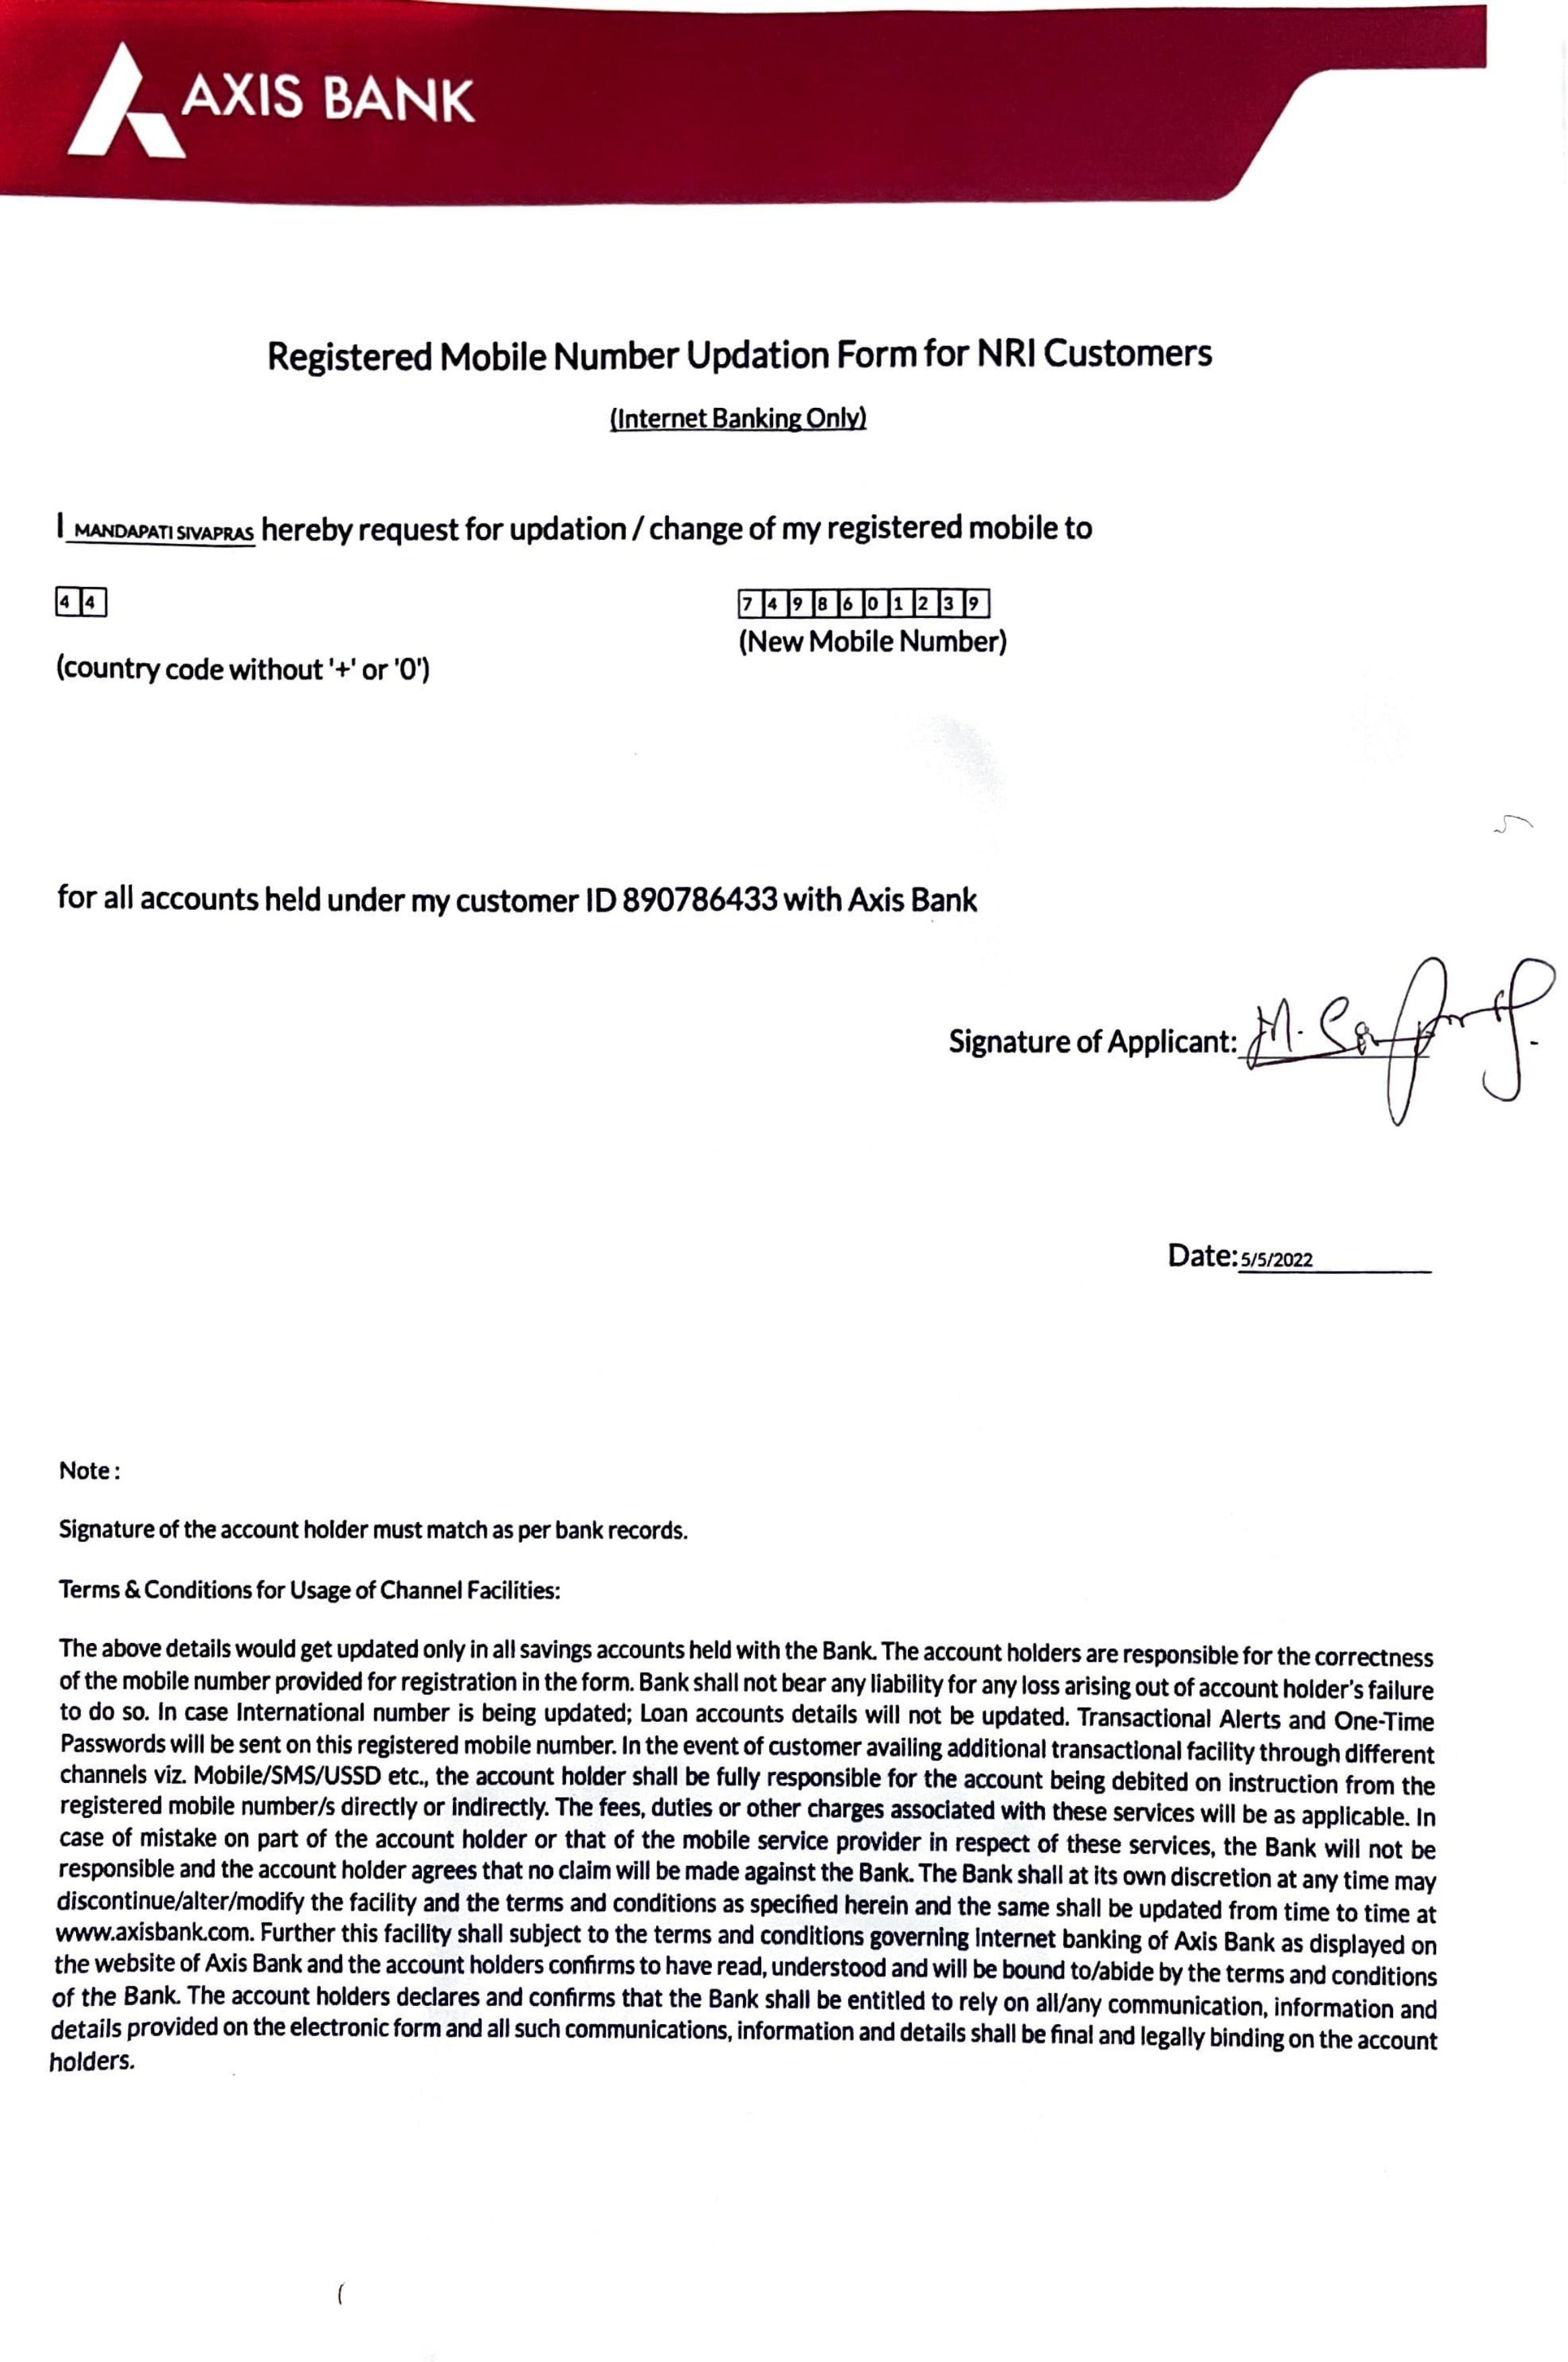 AXIS BANK
Registered Mobile Number Updation Form for NRI Customers
(Internet Banking Only)
I MANDAPATI SIVAPRAS hereby request for updation / change of my registered mobile to
44 7498601239
(New Mobile Number)
(country code without '+' or '0')
for all accounts held under my customer ID 890786433 with Axis Bank
Signature of Applicant: M.
Date: 5/5/2022
Note :
Signature of the account holder must match as per bank records.
Terms & Conditions for Usage of Channel Facilities:
The above details would get updated only in all savings accounts held with the Bank. The account holders are responsible for the correctness
of the mobile number provided for registration in the form. Bank shall not bear any liability for any loss arising out of account holder's failure
to do so. In case International number is being updated; Loan accounts details will not be updated. Transactional Alerts and One-Time
Passwords will be sent on this registered mobile number. In the event of customer availing additional transactional facility through different
channels viz. Mobile/SMS/USSD etc., the account holder shall be fully responsible for the account being debited on instruction from the
registered mobile number/s directly or indirectly. The fees, duties or other charges associated with these services will be as applicable. In
case of mistake on part of the account holder or that of the mobile service provider in respect of these services, the Bank will not be
responsible and the account holder agrees that no claim will be made against the Bank. The Bank shall at its own discretion at any time may
discontinue/alter/modify the facility and the terms and conditions as specified herein and the same shall be updated from time to time at
www.axisbank.com. Further this facility shall subject to the terms and conditions governing Internet banking of Axis Bank as displayed on
the website of Axis Bank and the account holders confirms to have read, understood and will be bound to/abide by the terms and conditions
of the Bank. The account holders declares and confirms that the Bank shall be entitled to rely on all/any communication, information and
details provided on the electronic form and all such communications, information and details shall be final and legally binding on the account
holders.